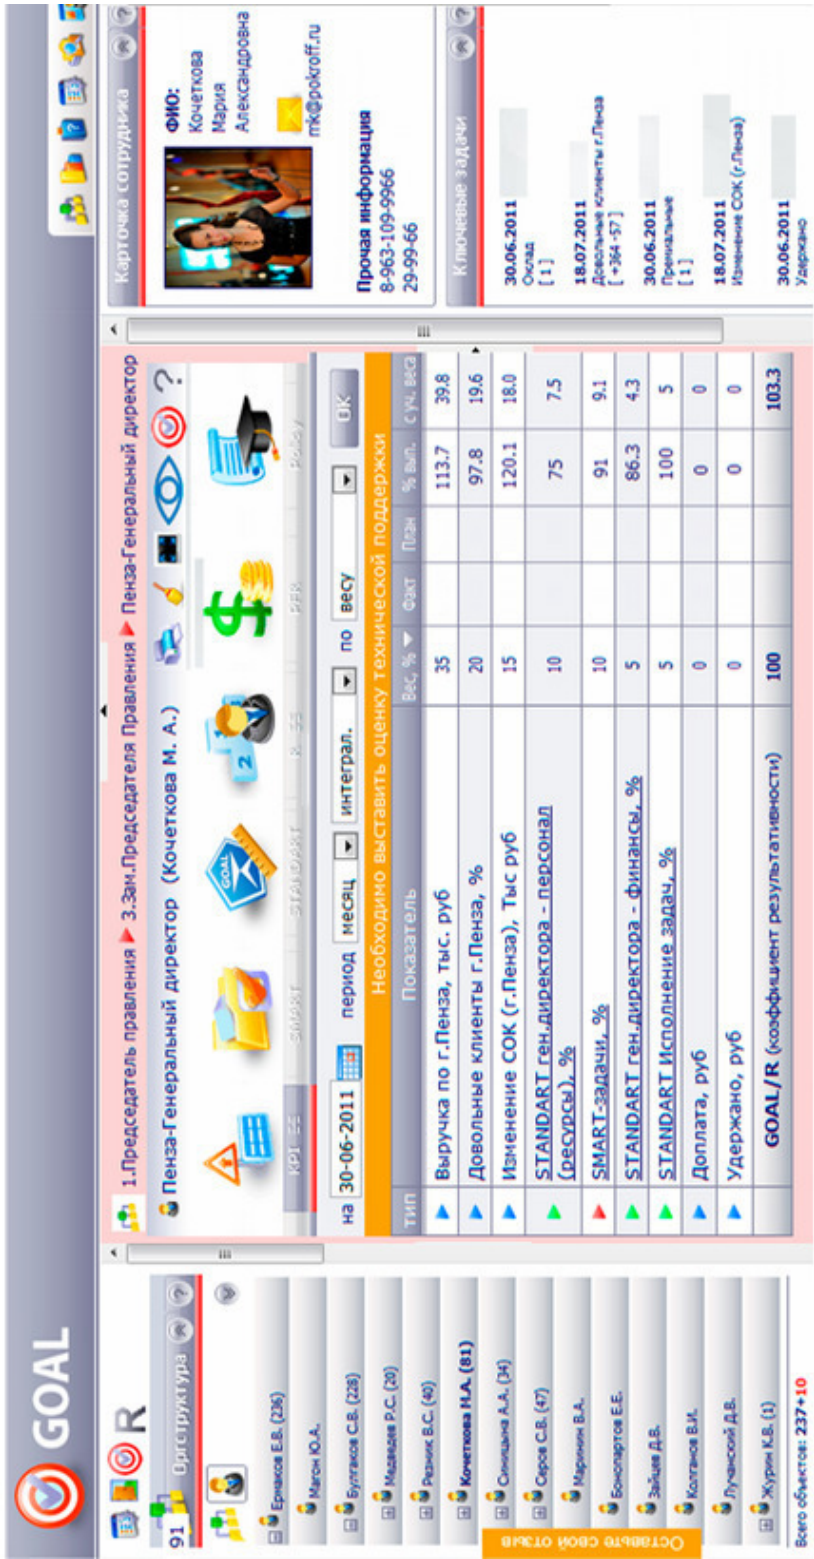 GOAL
R
91
Оргструктура
Ермаков Е.В. (236)
Магон Ю.А.
Булгаков С.В. (228)
Медведев Р.С. (20)
Резник В.С. (40)
Кочеткова Н.А. (81)
Синицына А.А. (34)
Серов С.В. (47)
Маронин В.А.
Бонопартов Е.Е.
Зайцев Д.В.
Колганов В.И.
Лучанский Д.В.
Журин К.В. (1)
Оставьте свой отзыв
Всего объектов: 237+10
1.Председатель правления 3.Зам.Председателя Правления Пенза-Генеральный директор
Пенза-Генеральный директор (Кочеткова М. А.)
GOAL
KPI SMART STANDART Policy
на 30-06-2011 период месяц интеграл. по весу OK
Необходимо выставить оценку технической поддержки
тип Показатель Вес, % Факт План % вып. с уч. веса
Выручка по г.Пенза, тыс. руб 35 113.7 39.8
Довольные клиенты г.Пенза, % 20 97.8 19.6
Изменение СОК (г.Пенза), Тыс руб 15 120.1 18.0
STANDART ген.директора - персонал
(ресурсы), % 10 75 7.5
SMART-задачи, % 10 91 9.1
STANDART ген.директора - финансы, % 5 86.3 4.3
STANDART Исполнение задач, % 5 100 5
Доплата, руб 0 0 0
Удержано, руб 0 0 0
GOAL/R (коэффициент результативности) 100 103.3
Карточка сотрудника
ФИО:
Кочеткова
Мария
Александровна
mk@pokroff.ru
Прочая информация
8-963-109-9966
29-99-66
Ключевые задачи
30.06.2011
Оклад
[ 1 ]
18.07.2011
Довольные клиенты г.Пенза
[ +364 -57 ]
30.06.2011
Премиальные
[ 1 ]
18.07.2011
Изменение СОК (г.Пенза)
30.06.2011
Удержано